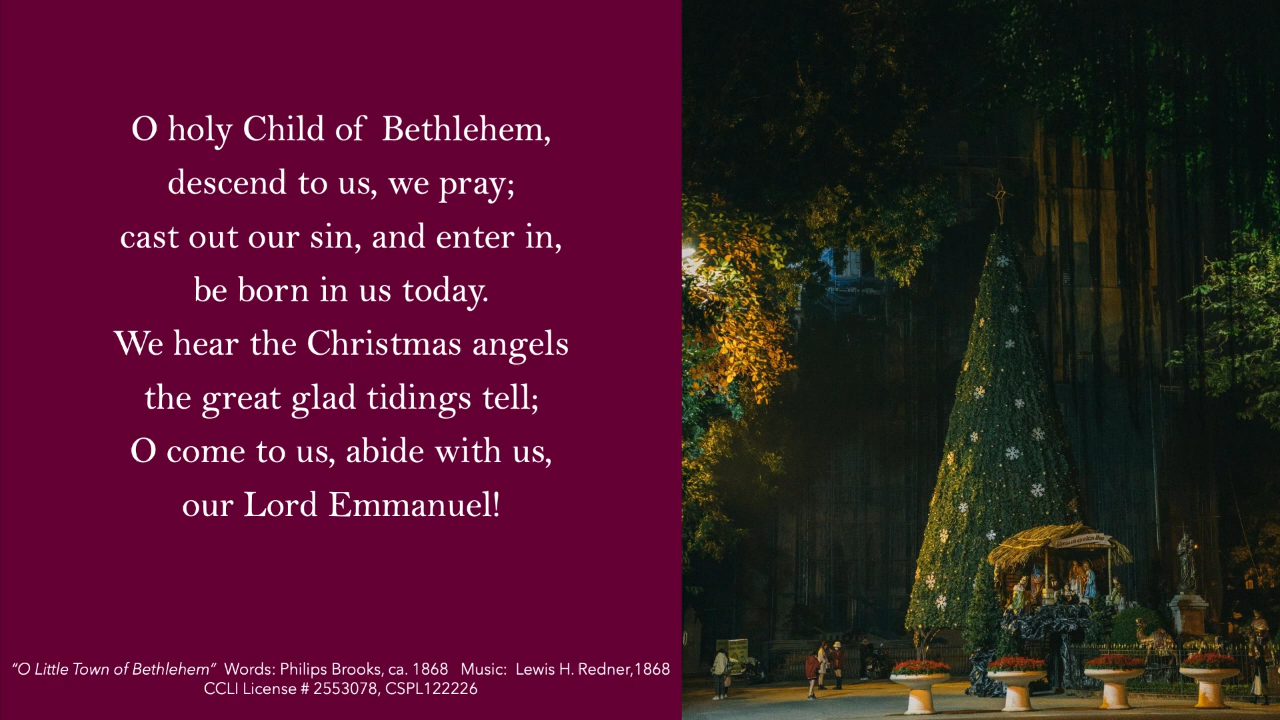 O holy Child of Bethlehem,
descend to us, we pray;
cast out our sin, and enter in,
be born in us today.
We hear the Christmas angels
the great glad tidings tell;
O come to us, abide with us,
our Lord Emmanuel!
"O Little Town of Bethlehem" Words: Philips Brooks, ca. 1868 Music: Lewis H. Redner,1868
CCLI License # 2553078, CSPL122226